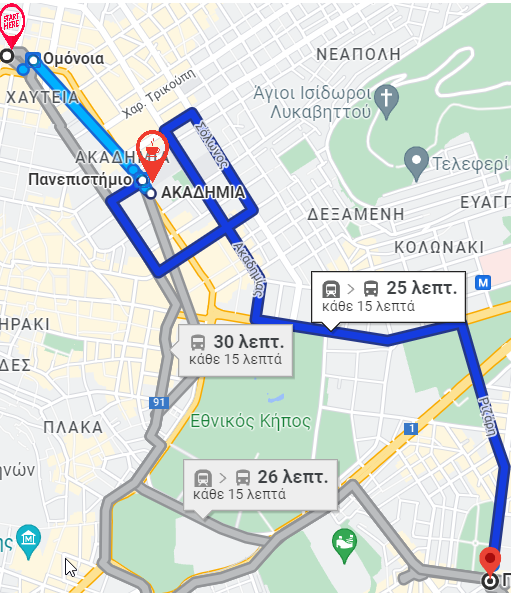 START
HERE
Ομόνοια
ΝΕΑΠΟΛΗ
Χαρ. Τρικούπη
ΧΑΥΤΕΙΑ
Άγιοι Ισίδωροι
Λυκαβηττού
Σόλωνος
ΑΚΑΔΗΜΙΑ
Πανεπιστήμιο
ΑΚΑΔΗΜΙΑ
Τελεφερί
ΕΥΑΓΓ
ΔΕΞΑΜΕΝΗ
ΚΟΛΩΝΑΚΙ
Ακαδημίας
M
25 λεπτ.
κάθε 15 λεπτά
ΗΡΑΚΙ
30 λεπτ.
κάθε 15 λεπτά
ΔΕΣ
91
Ριζάρη
ΠΛΑΚΑ
Εθνικός Κήπος
1
ηνών
26 λεπτ.
κάθε 15 λεπτά
ης
Π